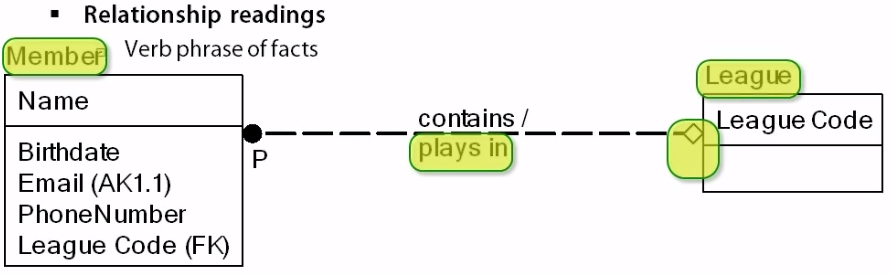 ▪ Relationship readings
Member
Verb phrase of facts
Name
Birthdate
Email (AK1.1)
PhoneNumber
League Code (FK)
P
contains /
plays in
League
League Code